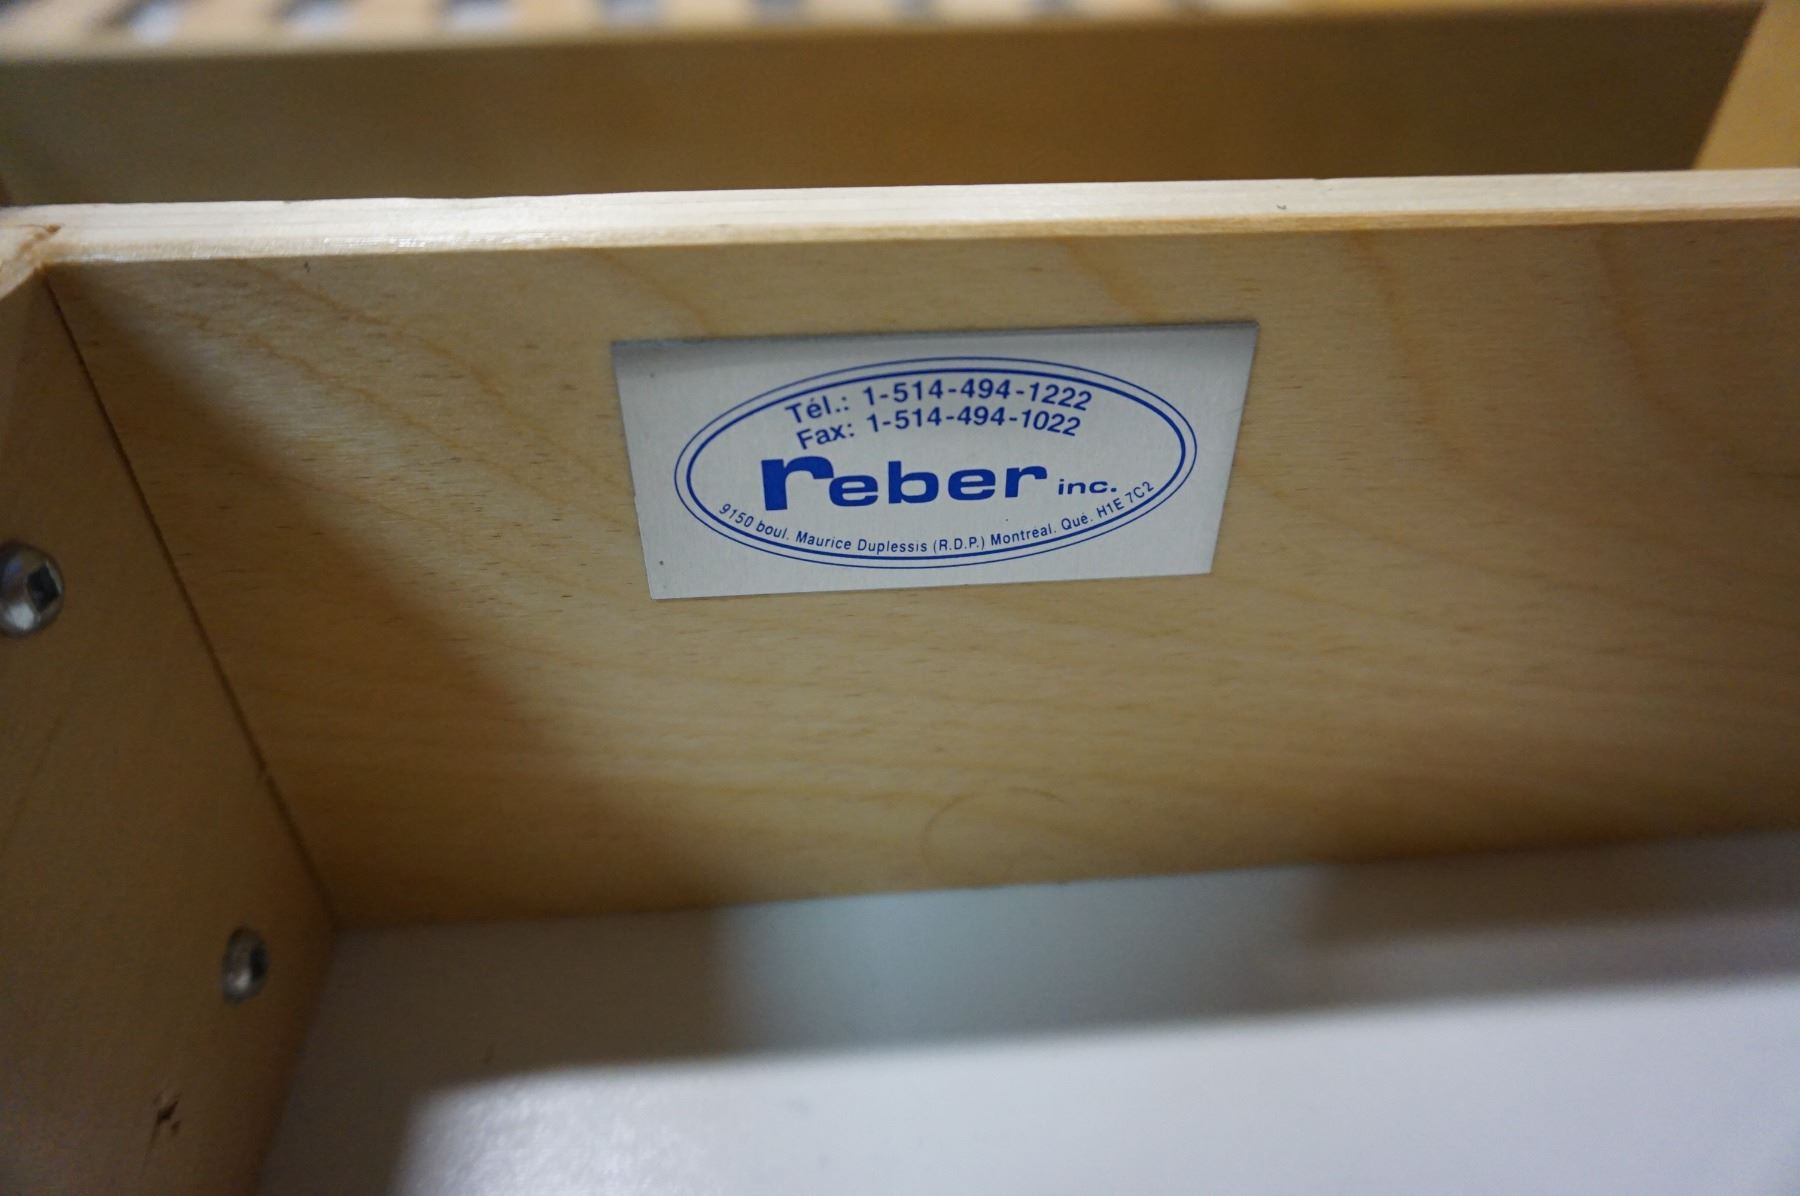 Tél.: 1-514-494-1222
Fax: 1-514-494-1022
reber inc.
9150 boul. Maurice Duplessis (R.D.P.) Montréal. Qué. H1E 7C2